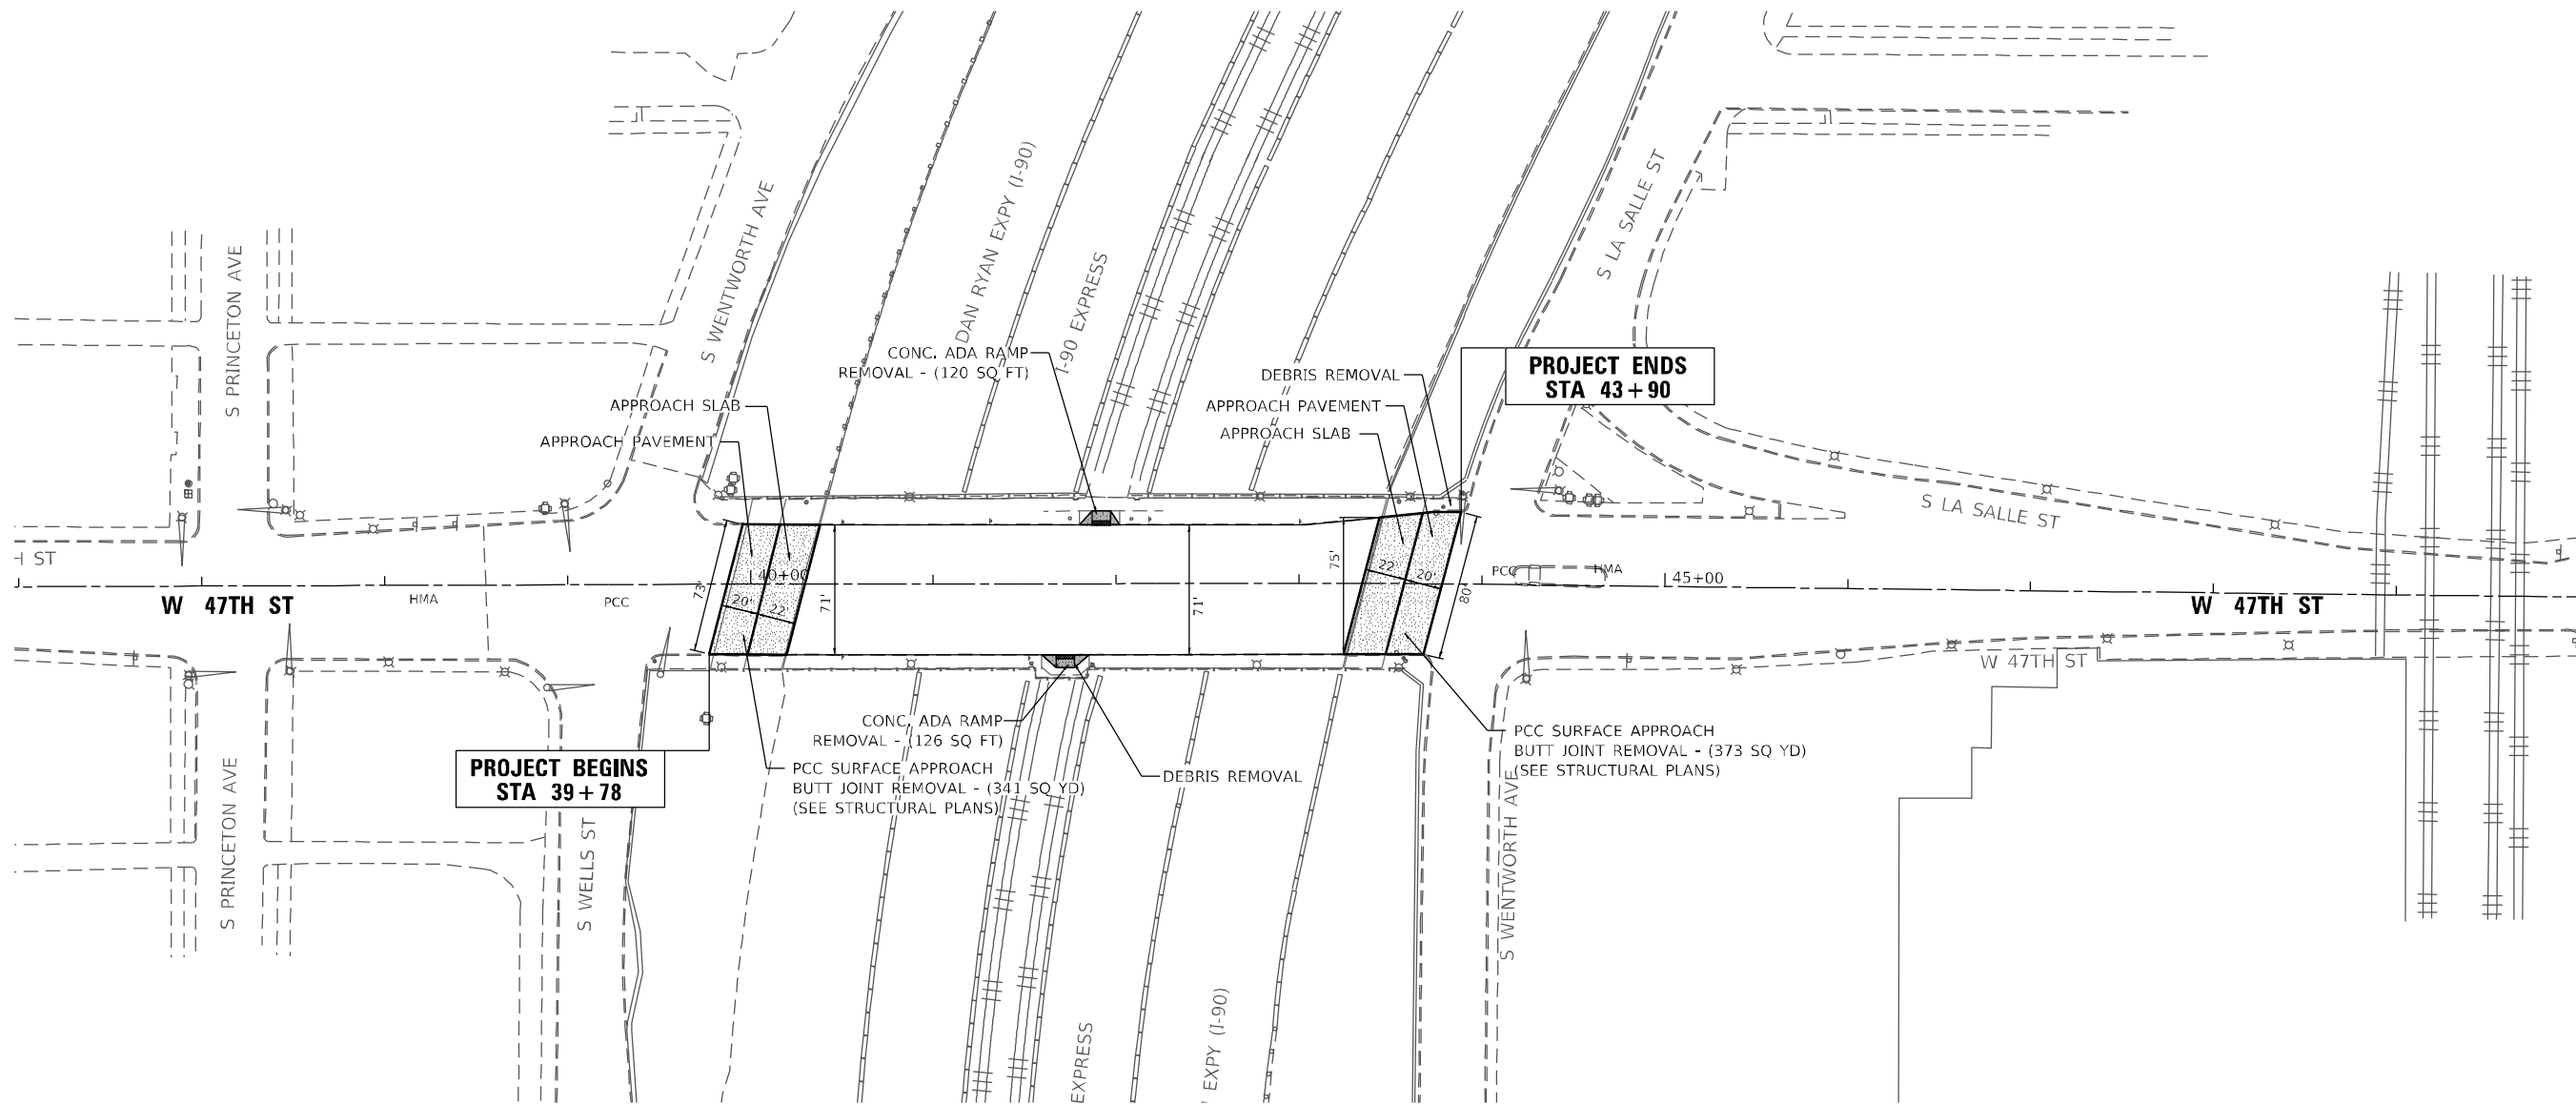 S PRINCETON AVE
S WENTWORTH AVE
DAN RYAN EXPY (I-90)
I-90 EXPRESS
S LA SALLE ST
CONC. ADA RAMP
REMOVAL - (120 SQ FT)
APPROACH SLAB
APPROACH PAVEMENT
DEBRIS REMOVAL
APPROACH PAVEMENT
APPROACH SLAB
PROJECT ENDS
STA 43+90
S LA SALLE ST
H ST
W 47TH ST
HMA
PCC
73'
40+00
20'
22'
71'
71'
75'
22'
20'
80'
PCC
HMA
45+00
W 47TH ST
W 47TH ST
CONC. ADA RAMP
REMOVAL - (126 SQ FT)
PROJECT BEGINS
STA 39+78
PCC SURFACE APPROACH
BUTT JOINT REMOVAL - (341 SQ YD)
(SEE STRUCTURAL PLANS)
DEBRIS REMOVAL
PCC SURFACE APPROACH
BUTT JOINT REMOVAL - (373 SQ YD)
(SEE STRUCTURAL PLANS)
S PRINCETON AVE
S WELLS ST
S WENTWORTH AVE
EXPRESS
EXPY (I-90)